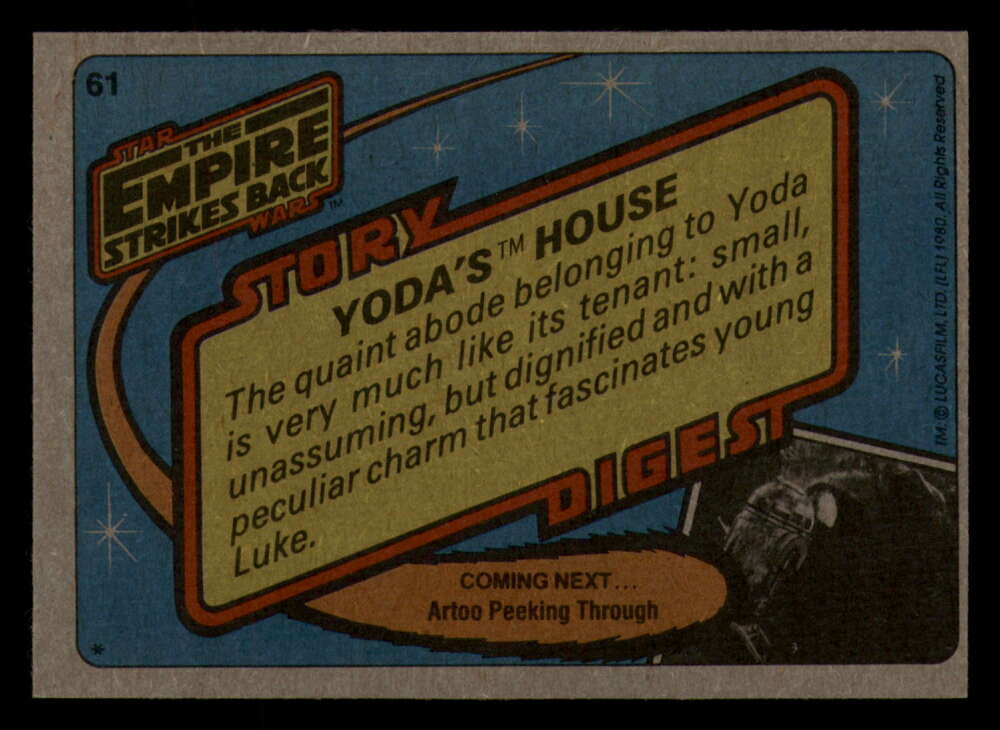 61
STAR
THE
EMPIRE
STRIKES BACK
WARS™
STORY
YODA'S™ HOUSE
The quaint abode belonging to Yoda
is very much like its tenant: small,
unassuming, but dignified and with a
peculiar charm that fascinates young
Luke.
DIGEST
COMING NEXT...
Artoo Peeking Through
*
TM: © LUCASFILM, LTD. (LFL) 1980. All Rights Reserved